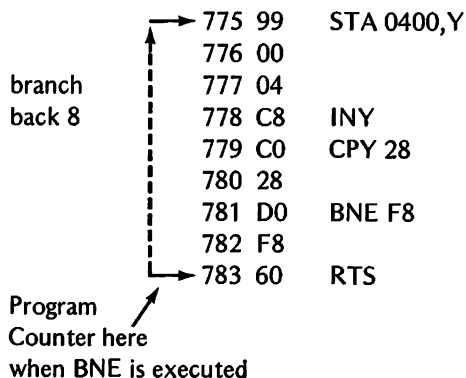 775 99 STA 0400,Y
776 00
branch 777 04
back 8 778 C8 INY
779 C0 CPY 28
780 28
781 D0 BNE F8
782 F8
783 60 RTS
Program
Counter here
when BNE is executed